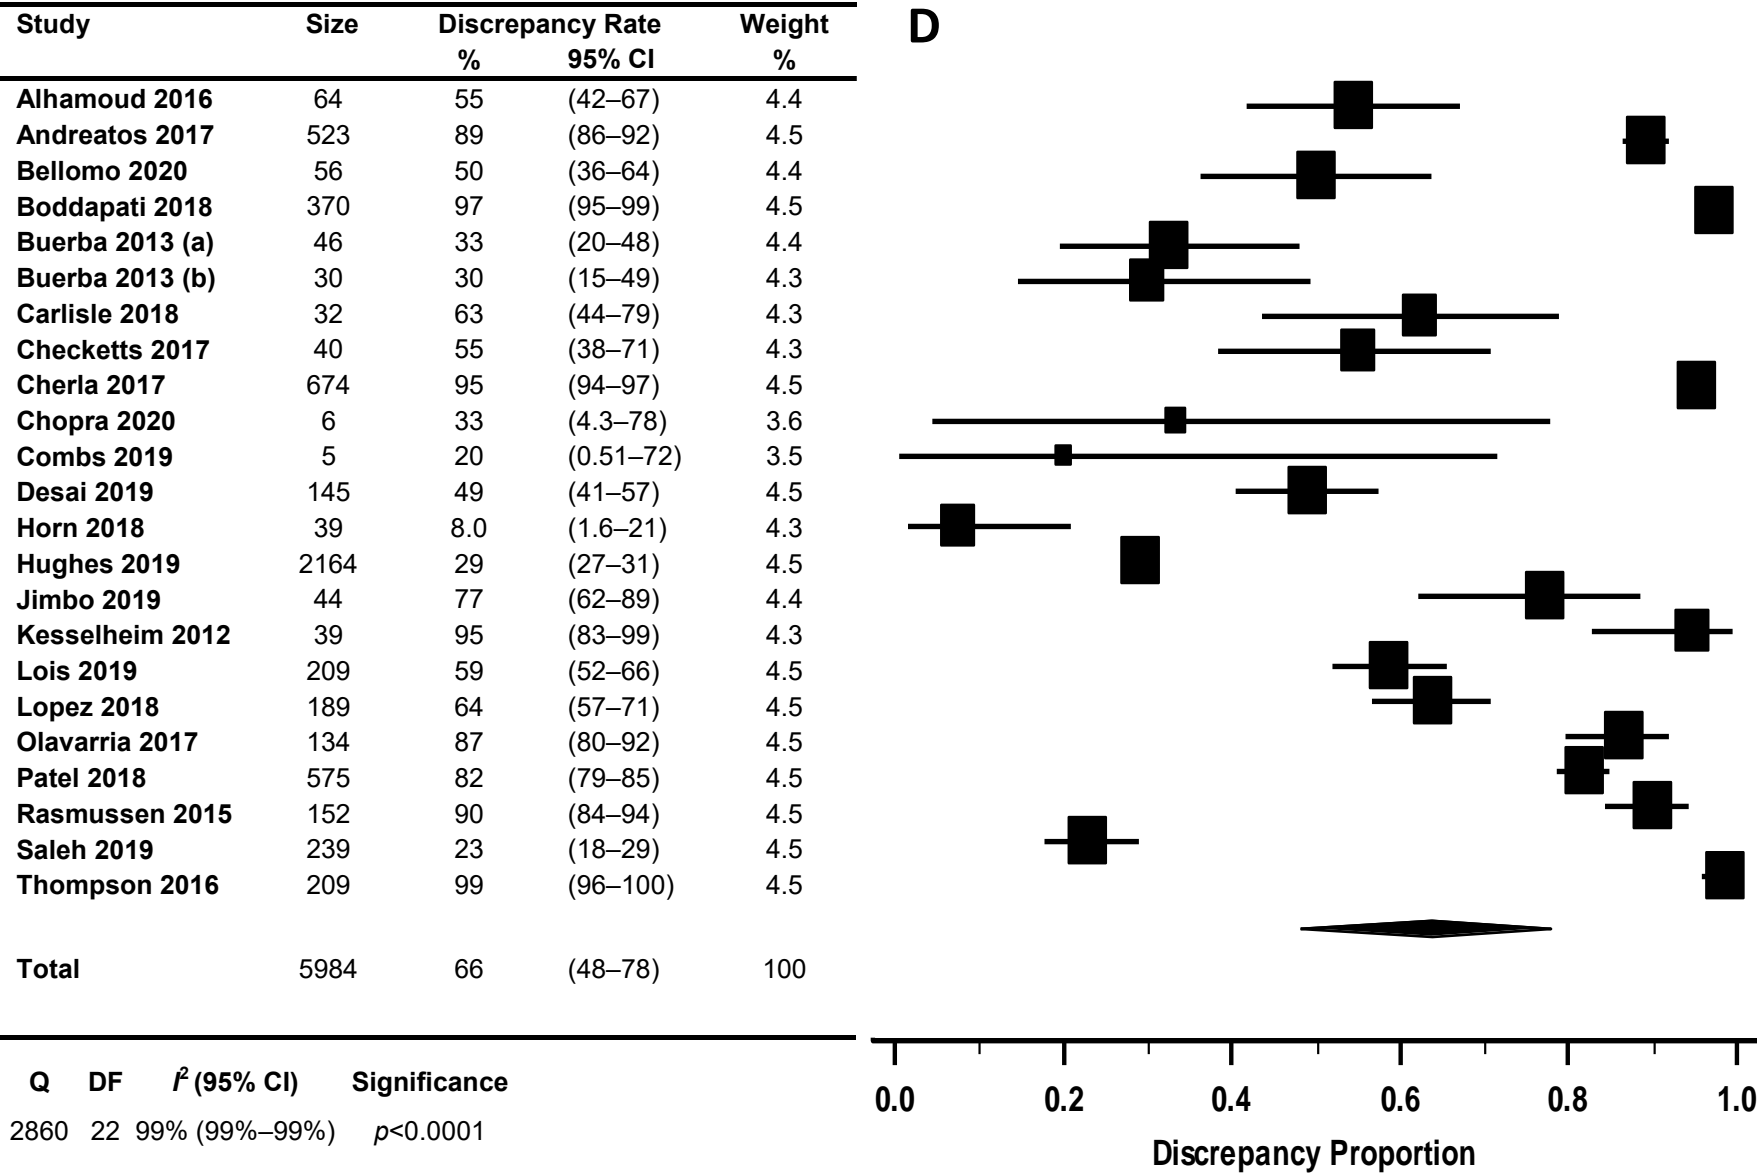 Study Size Discrepancy Rate Weight
% 95% CI %
D
Alhamoud 2016 64 55 (42–67) 4.4
Andreatos 2017 523 89 (86–92) 4.5
Bellomo 2020 56 50 (36–64) 4.4
Boddapati 2018 370 97 (95–99) 4.5
Buerba 2013 (a) 46 33 (20–48) 4.4
Buerba 2013 (b) 30 30 (15–49) 4.3
Carlisle 2018 32 63 (44–79) 4.3
Checketts 2017 40 55 (38–71) 4.3
Cherla 2017 674 95 (94–97) 4.5
Chopra 2020 6 33 (4.3–78) 3.6
Combs 2019 5 20 (0.51–72) 3.5
Desai 2019 145 49 (41–57) 4.5
Horn 2018 39 8.0 (1.6–21) 4.3
Hughes 2019 2164 29 (27–31) 4.5
Jimbo 2019 44 77 (62–89) 4.4
Kesselheim 2012 39 95 (83–99) 4.3
Lois 2019 209 59 (52–66) 4.5
Lopez 2018 189 64 (57–71) 4.5
Olavarria 2017 134 87 (80–92) 4.5
Patel 2018 575 82 (79–85) 4.5
Rasmussen 2015 152 90 (84–94) 4.5
Saleh 2019 239 23 (18–29) 4.5
Thompson 2016 209 99 (96–100) 4.5
Total 5984 66 (48–78) 100
Q DF I² (95% CI) Significance
2860 22 99% (99%–99%) p<0.0001
0.0 0.2 0.4 0.6 0.8 1.0
Discrepancy Proportion